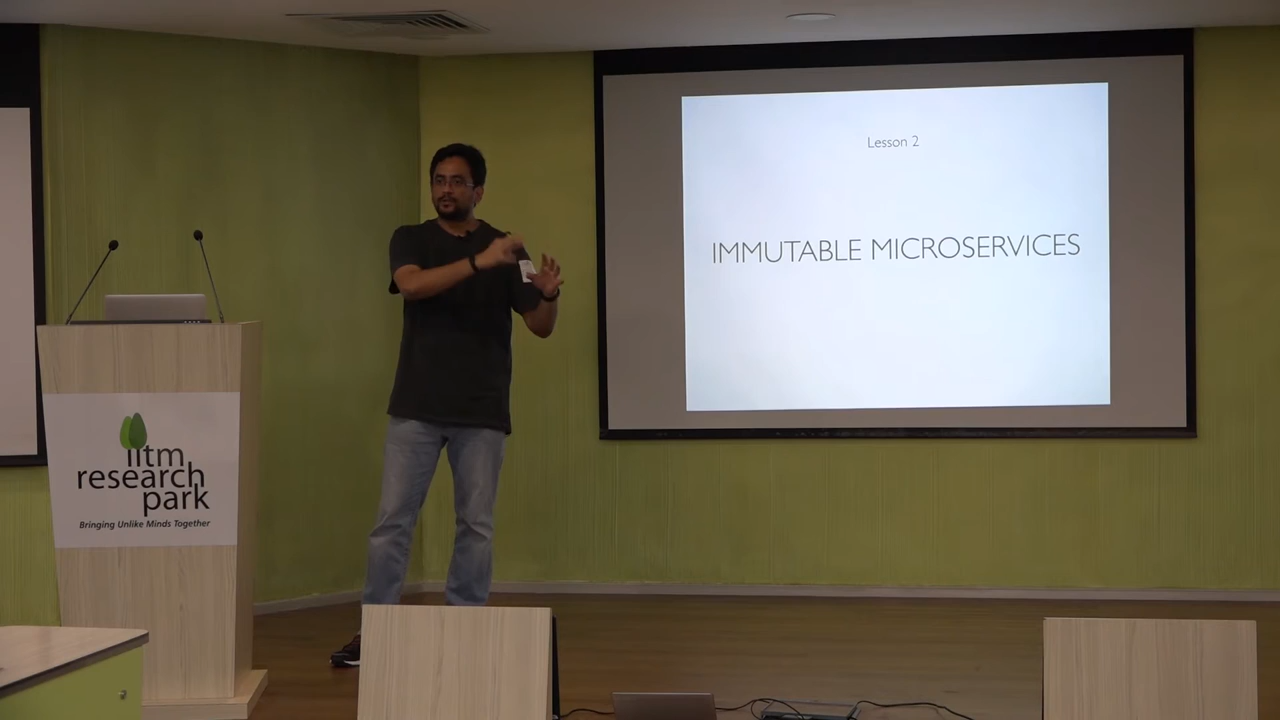 Lesson 2
IMMUTABLE MICROSERVICES
iitm
research
park
Bringing Unlike Minds Together